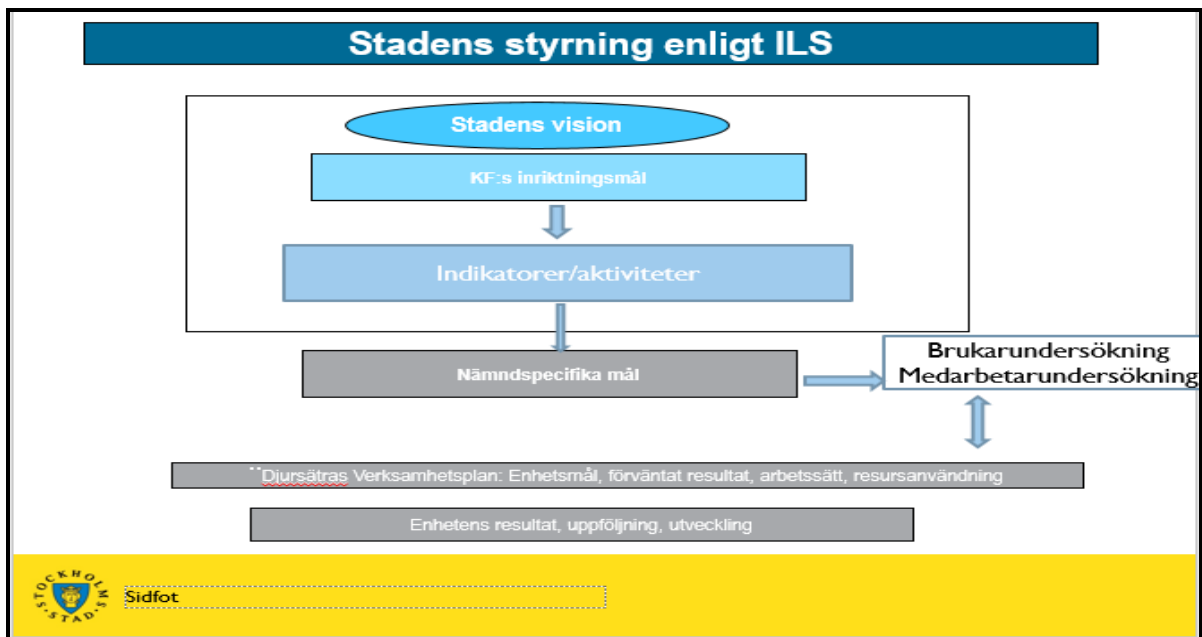 Stadens styrning enligt ILS
Stadens vision
KF:s inriktningsmål
Indikatorer/aktiviteter
Nämndspecifika mål
Brukarundersökning
Medarbetarundersökning
¨Djursätras Verksamhetsplan: Enhetsmål, förväntat resultat, arbetssätt, resursanvändning
Enhetens resultat, uppföljning, utveckling
STOCKHOLMS STAD
Sidfot